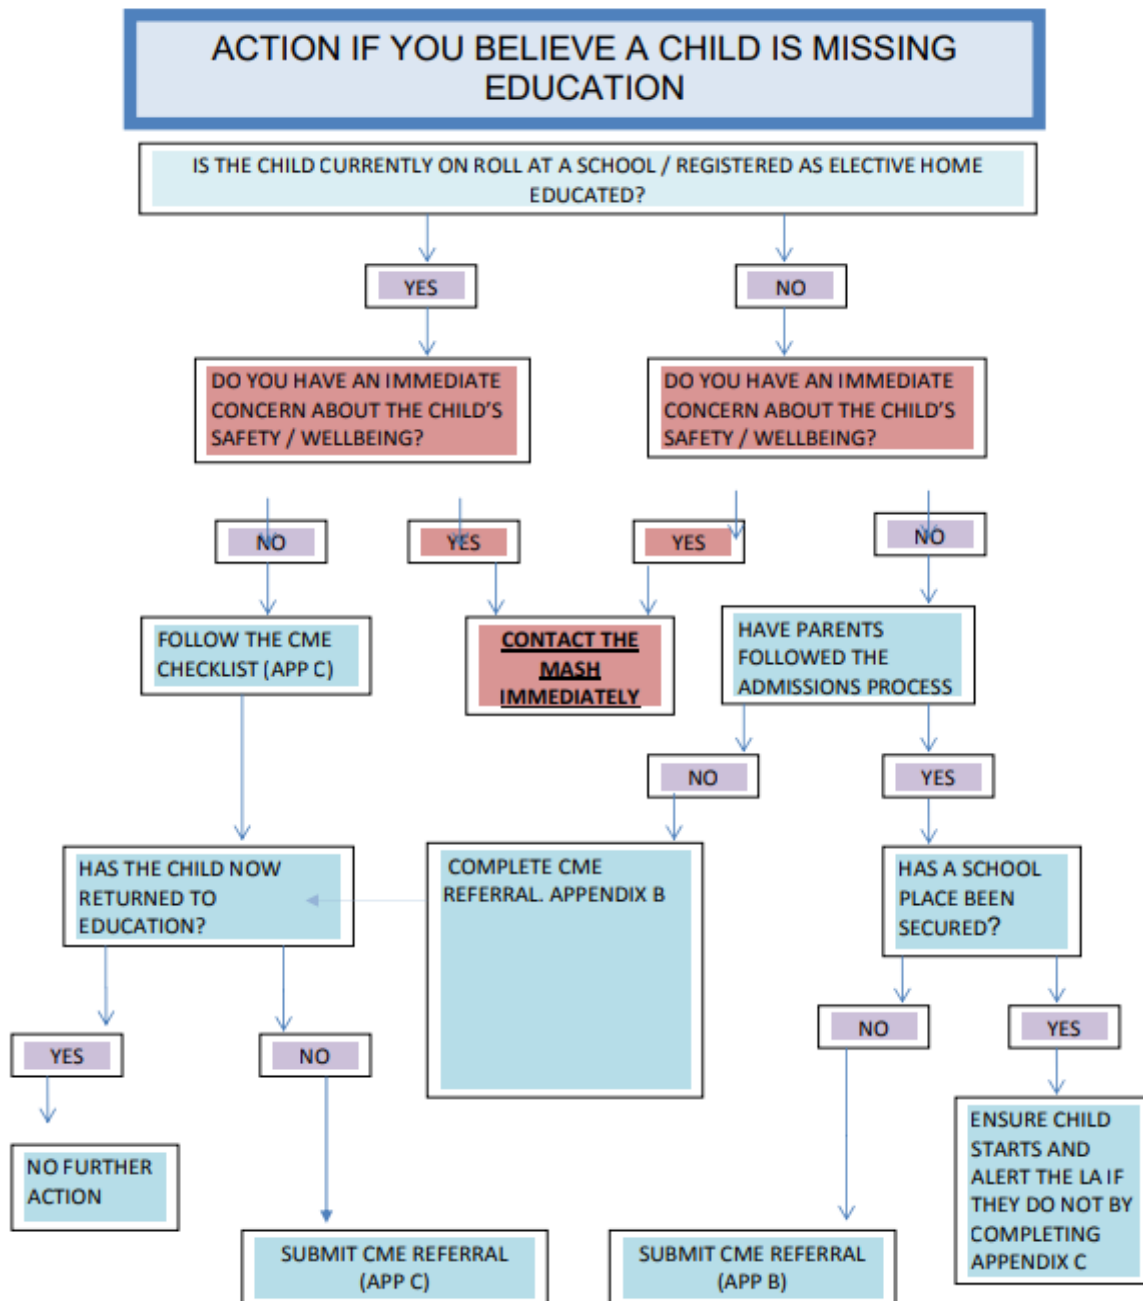 ACTION IF YOU BELIEVE A CHILD IS MISSING
EDUCATION
IS THE CHILD CURRENTLY ON ROLL AT A SCHOOL / REGISTERED AS ELECTIVE HOME
EDUCATED?
YES
NO
DO YOU HAVE AN IMMEDIATE
CONCERN ABOUT THE CHILD'S
SAFETY / WELLBEING?
DO YOU HAVE AN IMMEDIATE
CONCERN ABOUT THE CHILD'S
SAFETY / WELLBEING?
NO
YES
YES
NO
FOLLOW THE CME
CHECKLIST (APP C)
CONTACT THE
MASH
IMMEDIATELY
HAVE PARENTS
FOLLOWED THE
ADMISSIONS PROCESS
NO
YES
HAS THE CHILD NOW
RETURNED TO
EDUCATION?
COMPLETE CME
REFERRAL. APPENDIX B
HAS A SCHOOL
PLACE BEEN
SECURED?
YES
NO
NO
YES
NO FURTHER
ACTION
SUBMIT CME REFERRAL
(APP C)
SUBMIT CME REFERRAL
(APP B)
ENSURE CHILD
STARTS AND
ALERT THE LA IF
THEY DO NOT BY
COMPLETING
APPENDIX C